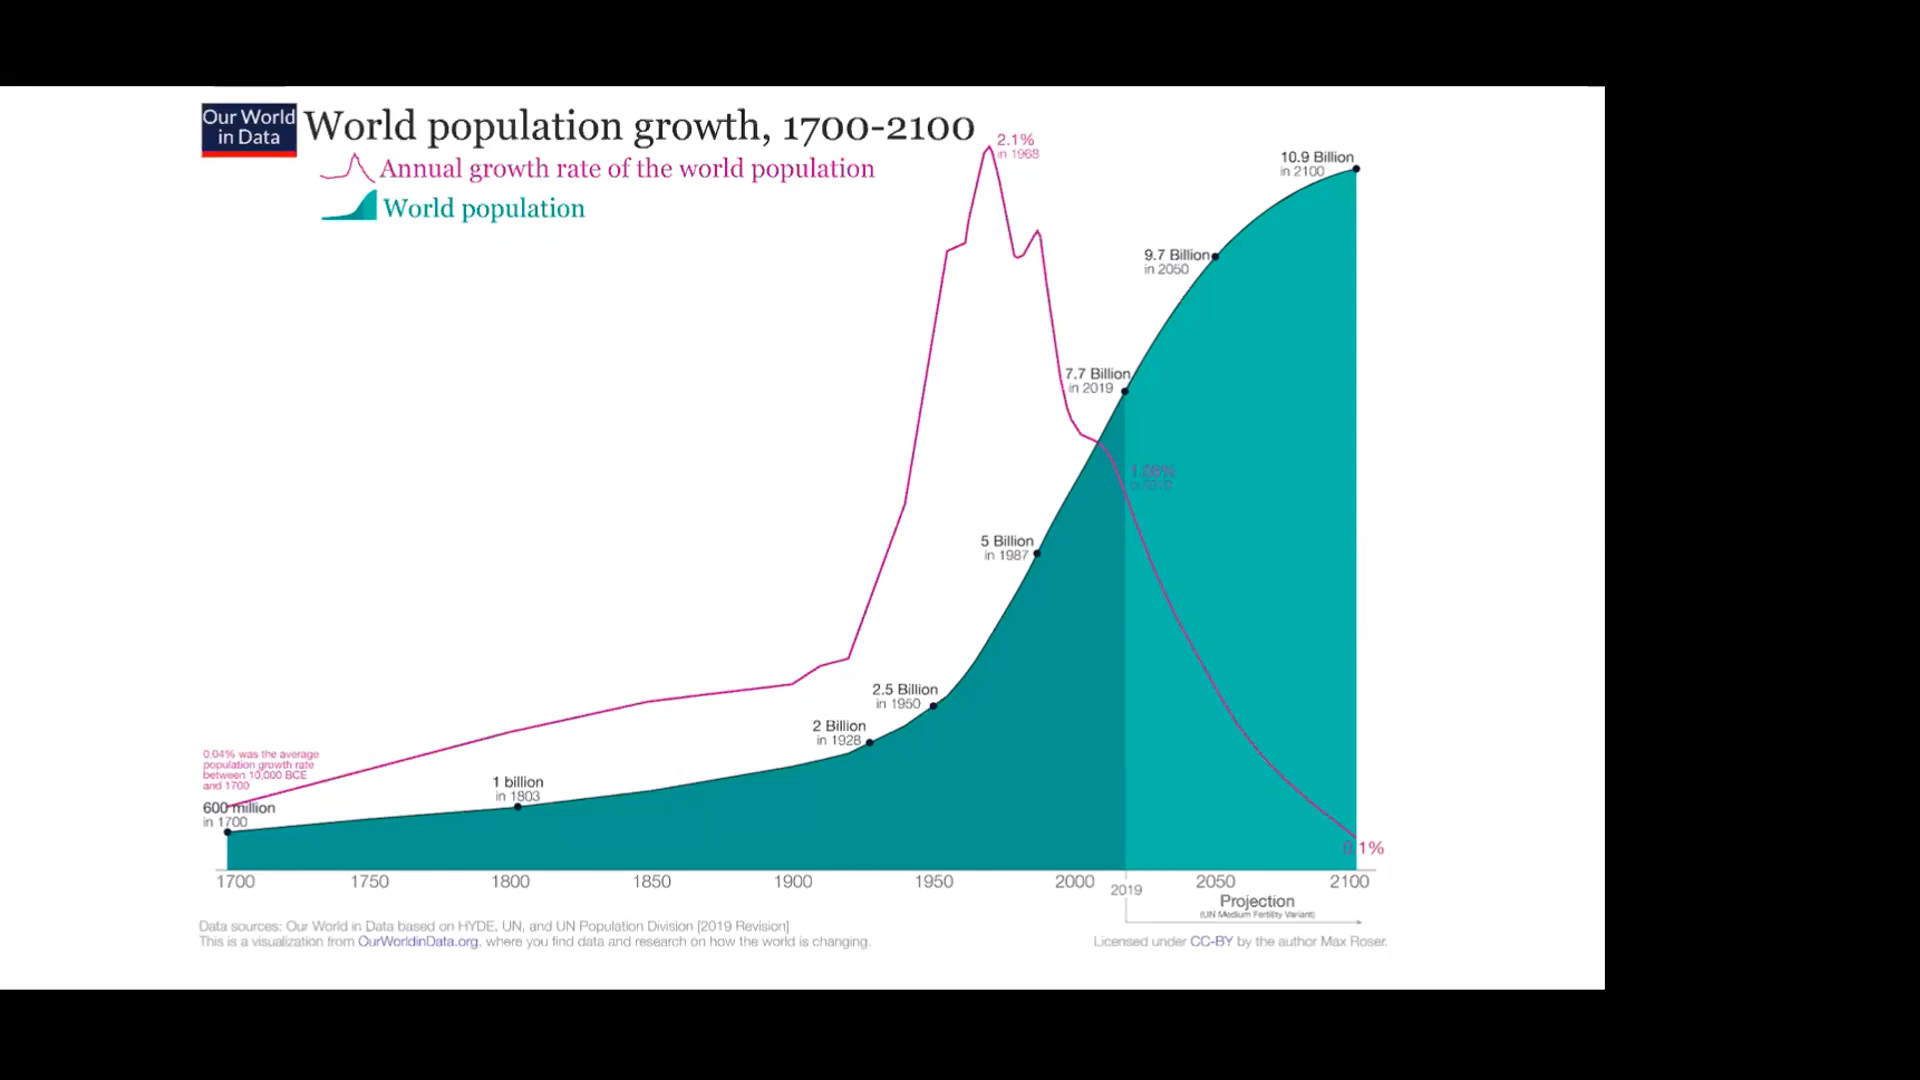 Our World
in Data
World population growth, 1700-2100
Annual growth rate of the world population
World population
2.1%
in 1968
10.9 Billion
in 2100
9.7 Billion
in 2050
7.7 Billion
in 2019
1.08%
5 Billion
in 1987
2.5 Billion
in 1950
2 Billion
in 1928
0.04% was the average
population growth rate
between 10,000 BCE
and 1700
1 billion
in 1803
600 million
in 1700
0.1%
1700 1750 1800 1850 1900 1950 2000 2019 2050 2100
Projection
(UN Medium Fertility Variant)
Data sources: Our World in Data based on HYDE, UN, and UN Population Division [2019 Revision]
This is a visualization from OurWorldinData.org, where you find data and research on how the world is changing.
Licensed under CC-BY by the author Max Roser.